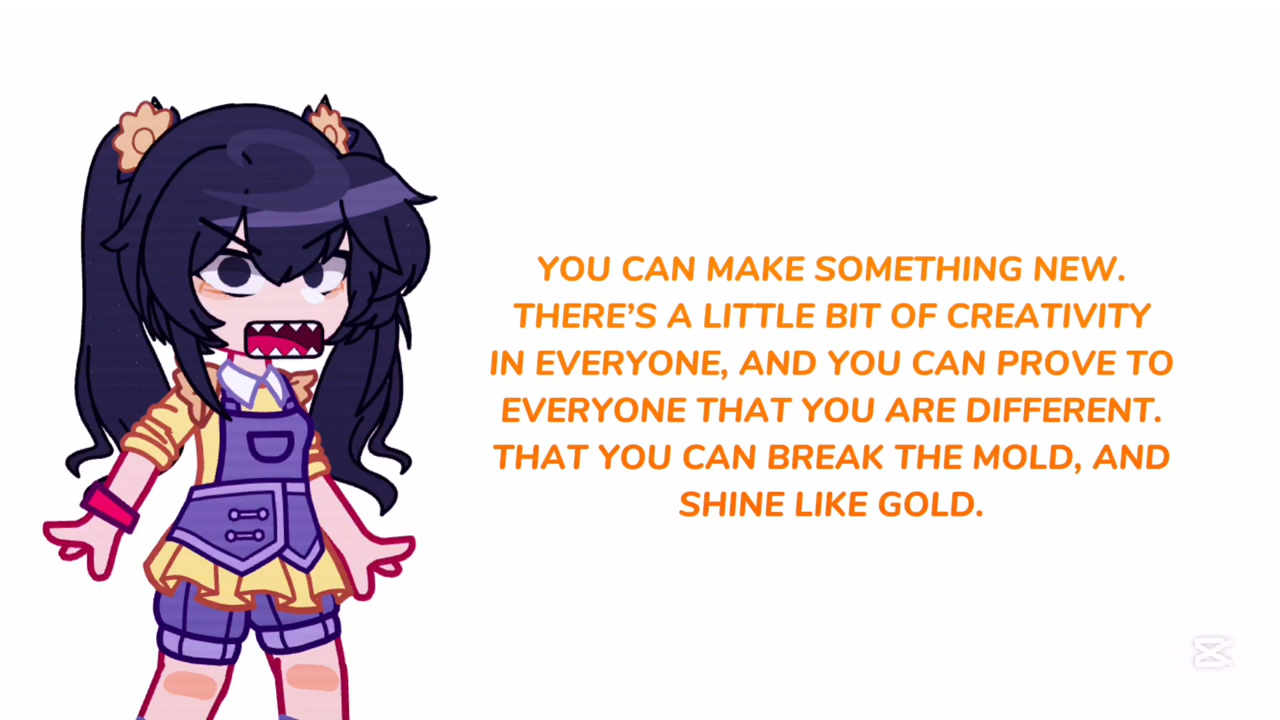 YOU CAN MAKE SOMETHING NEW.
THERE’S A LITTLE BIT OF CREATIVITY
IN EVERYONE, AND YOU CAN PROVE TO
EVERYONE THAT YOU ARE DIFFERENT.
THAT YOU CAN BREAK THE MOLD, AND
SHINE LIKE GOLD.